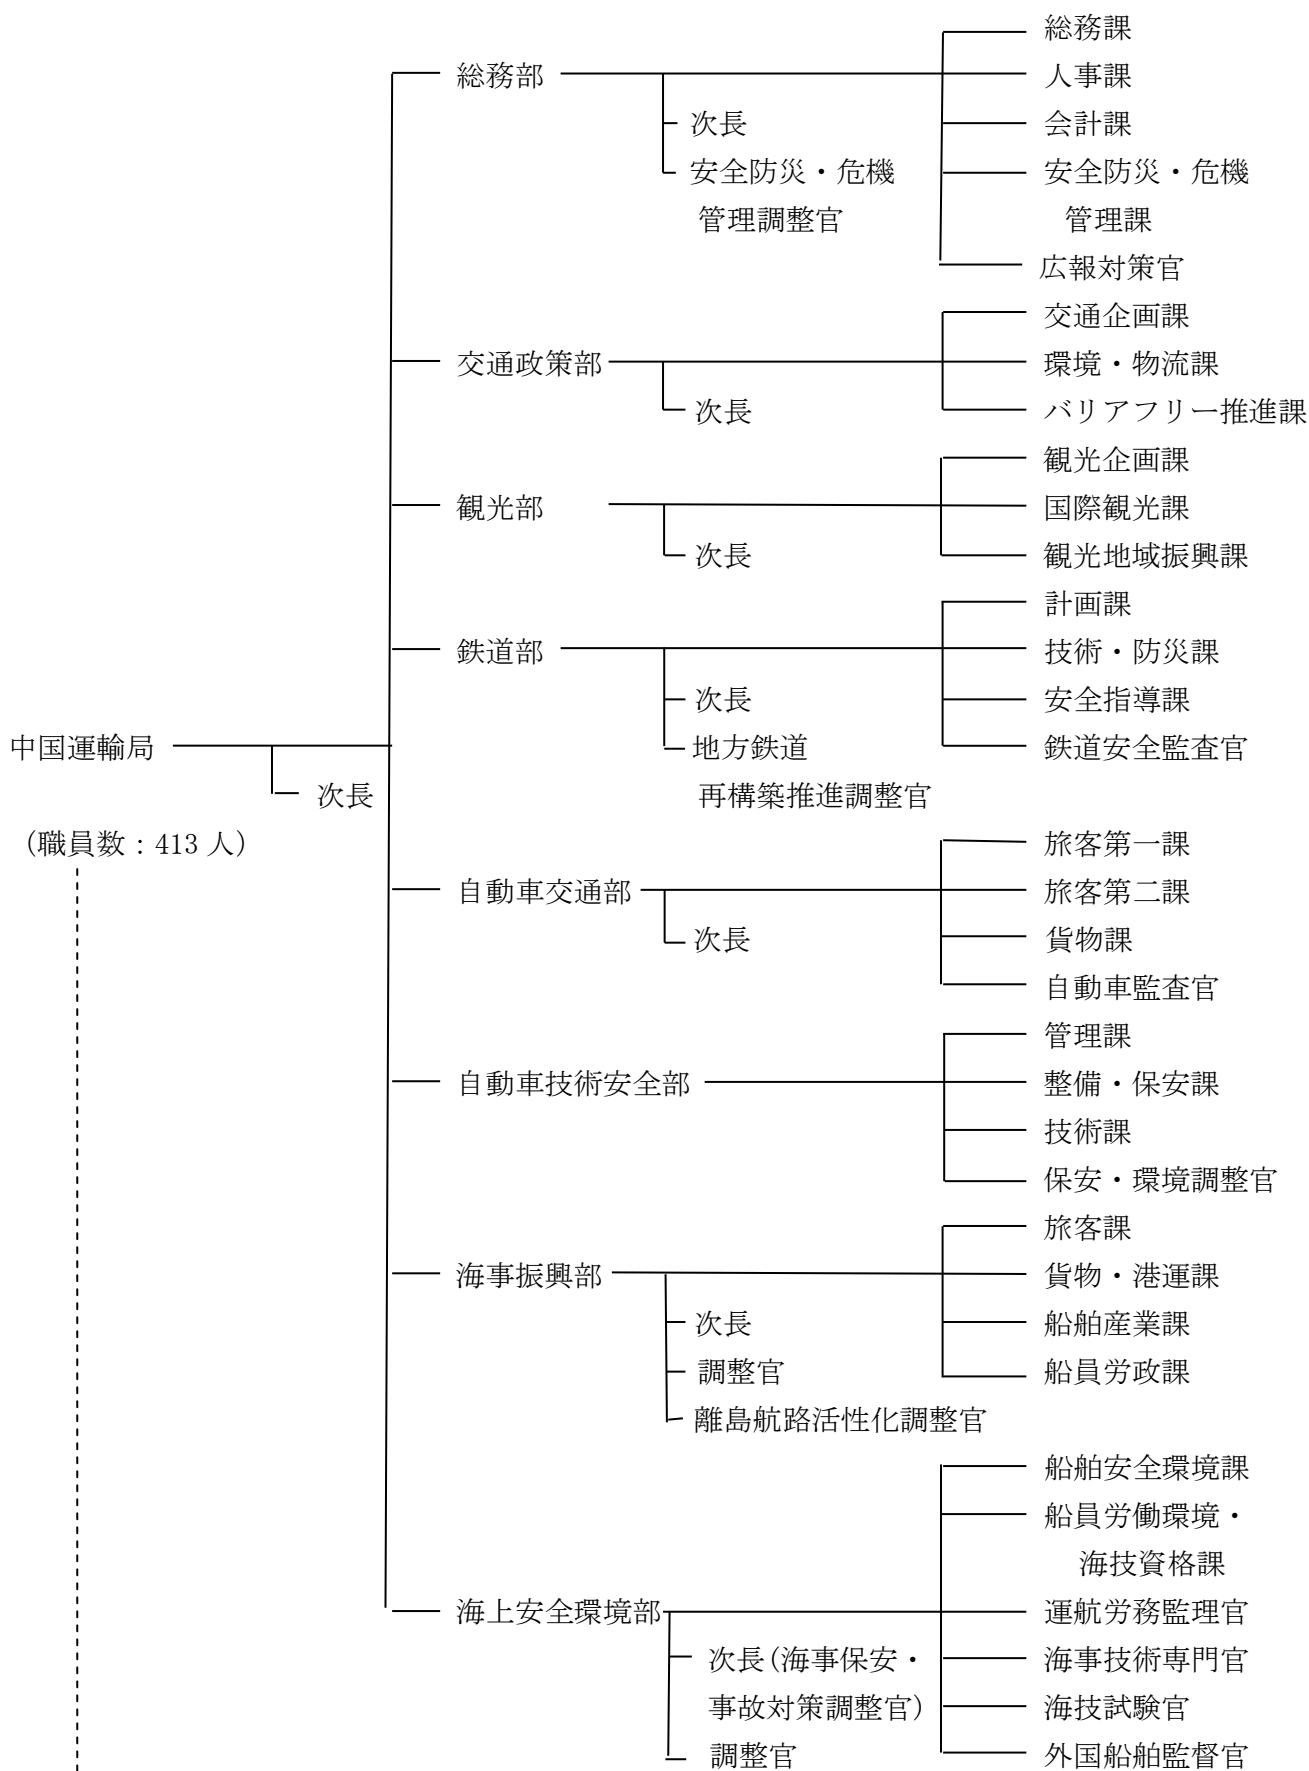 総務課
総務部
人事課
次長
会計課
安全防災・危機
安全防災・危機
管理調整官
管理課
広報対策官
交通企画課
交通政策部
環境・物流課
次長
バリアフリー推進課
観光企画課
観光部
国際観光課
次長
観光地域振興課
計画課
鉄道部
技術・防災課
次長
安全指導課
中国運輸局
地方鉄道
鉄道安全監査官
次長
再構築推進調整官
（職員数：413 人）
旅客第一課
自動車交通部
旅客第二課
次長
貨物課
自動車監査官
管理課
自動車技術安全部
整備・保安課
技術課
保安・環境調整官
旅客課
海事振興部
貨物・港運課
次長
船舶産業課
調整官
船員労政課
離島航路活性化調整官
船舶安全環境課
船員労働環境・
海技資格課
海上安全環境部
運航労務監理官
次長(海事保安・
海事技術専門官
事故対策調整官)
海技試験官
調整官
外国船舶監督官